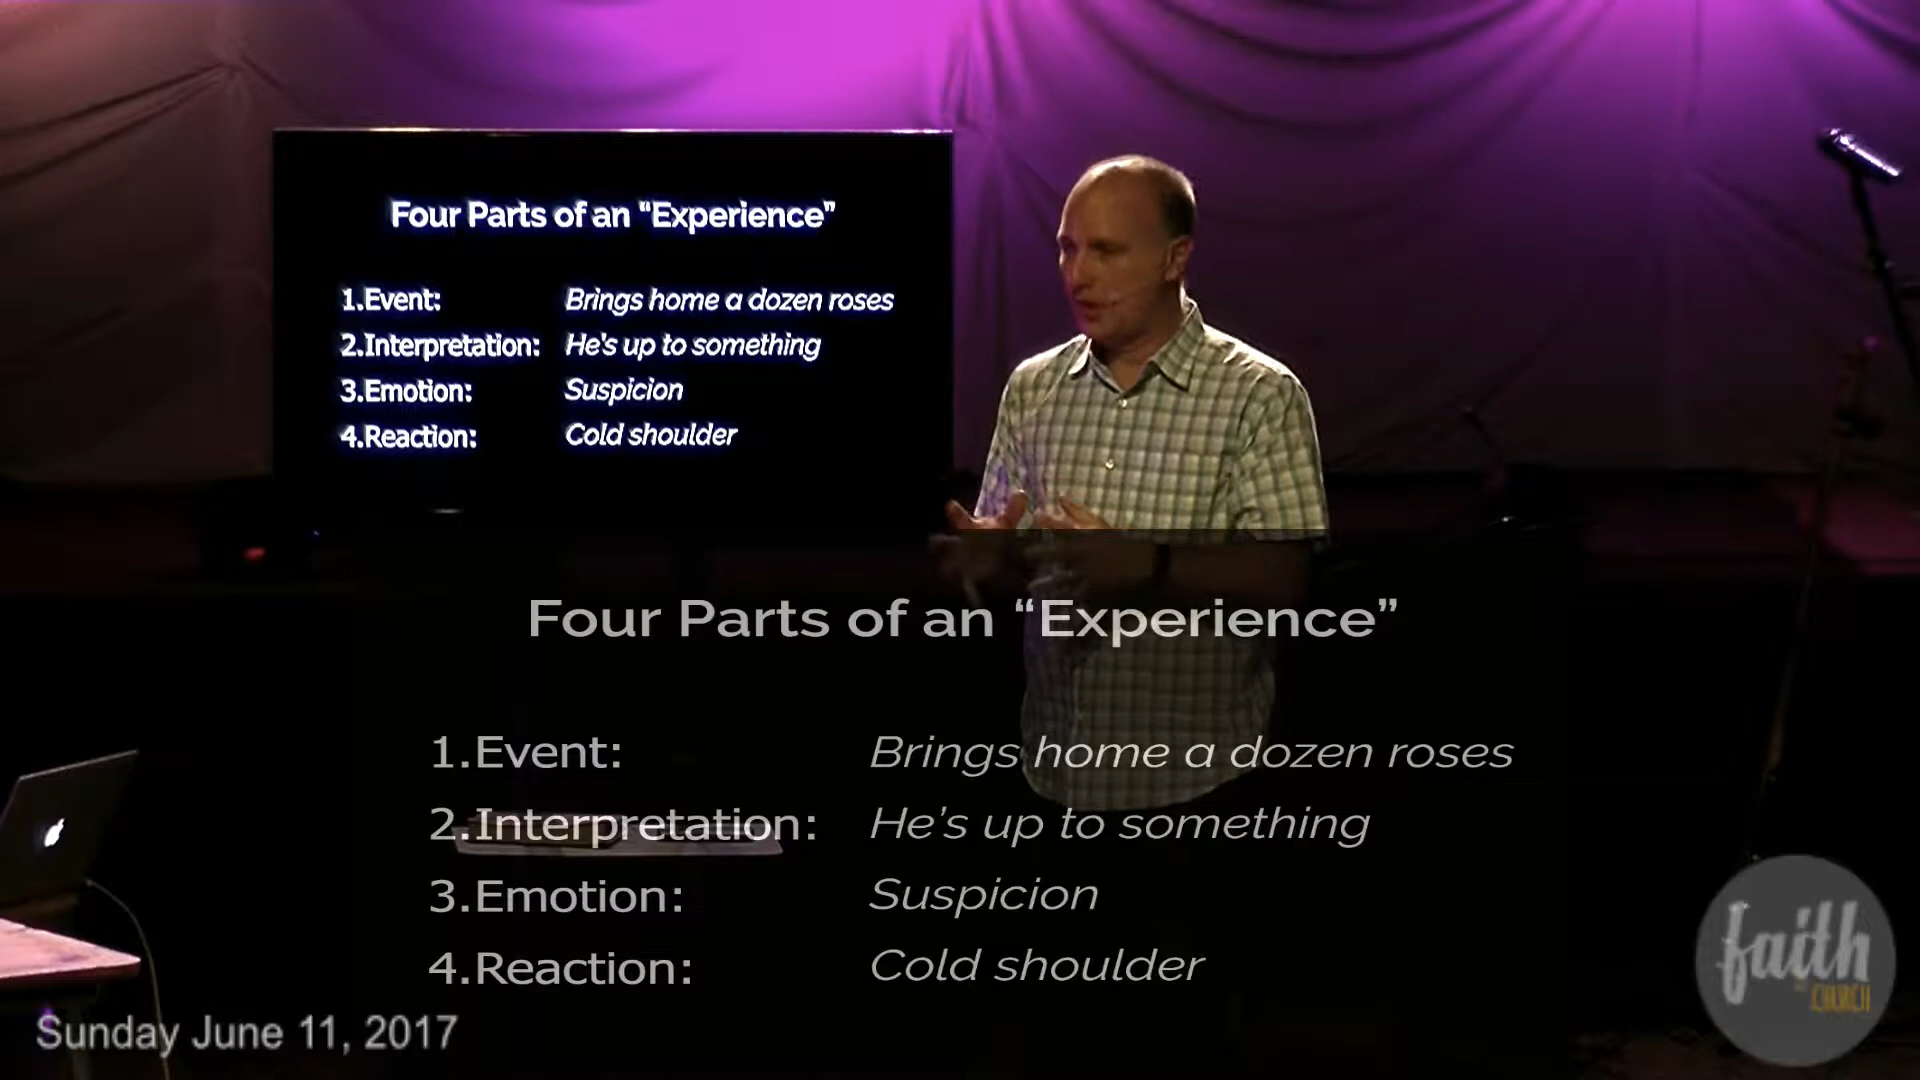 Four Parts of an “Experience”
1.Event: Brings home a dozen roses
2.Interpretation: He's up to something
3.Emotion: Suspicion
4.Reaction: Cold shoulder
Four Parts of an “Experience”
1.Event: Brings home a dozen roses
2.Interpretation: He’s up to something
3.Emotion: Suspicion
4.Reaction: Cold shoulder
faith
CHURCH
Sunday June 11, 2017